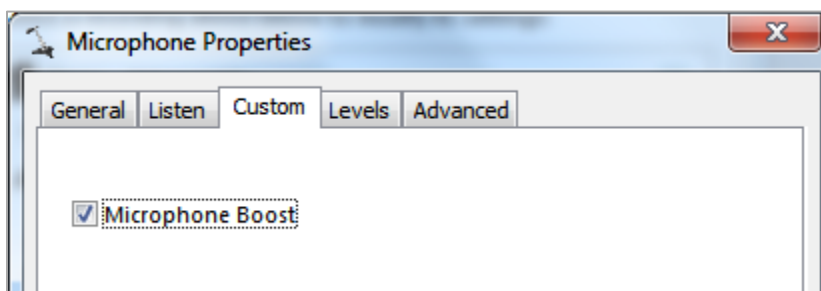 Microphone Properties
General Listen Custom Levels Advanced
Microphone Boost